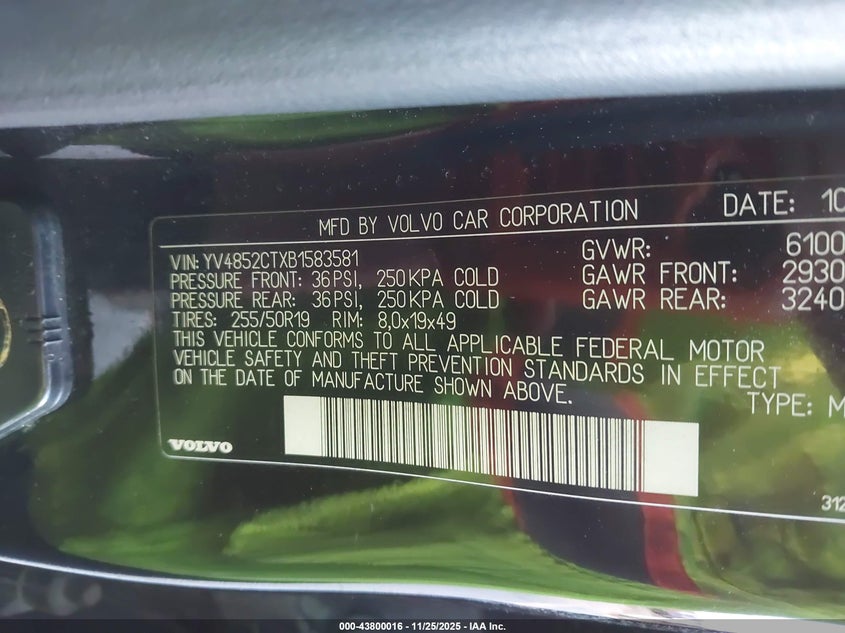 MFD BY VOLVO CAR CORPORATION DATE: 10
VIN: YV4852CTXB1583581 GVWR: 6100
PRESSURE FRONT: 36 PSI, 250 KPA COLD GAWR FRONT: 2930
PRESSURE REAR: 36 PSI, 250 KPA COLD GAWR REAR: 3240
TIRES: 255/50R19 RIM: 8,0x19x49
THIS VEHICLE CONFORMS TO ALL APPLICABLE FEDERAL MOTOR
VEHICLE SAFETY AND THEFT PREVENTION STANDARDS IN EFFECT
ON THE DATE OF MANUFACTURE SHOWN ABOVE.
TYPE: M
VOLVO
312
000-43800016 - 11/25/2025 - IAA Inc.